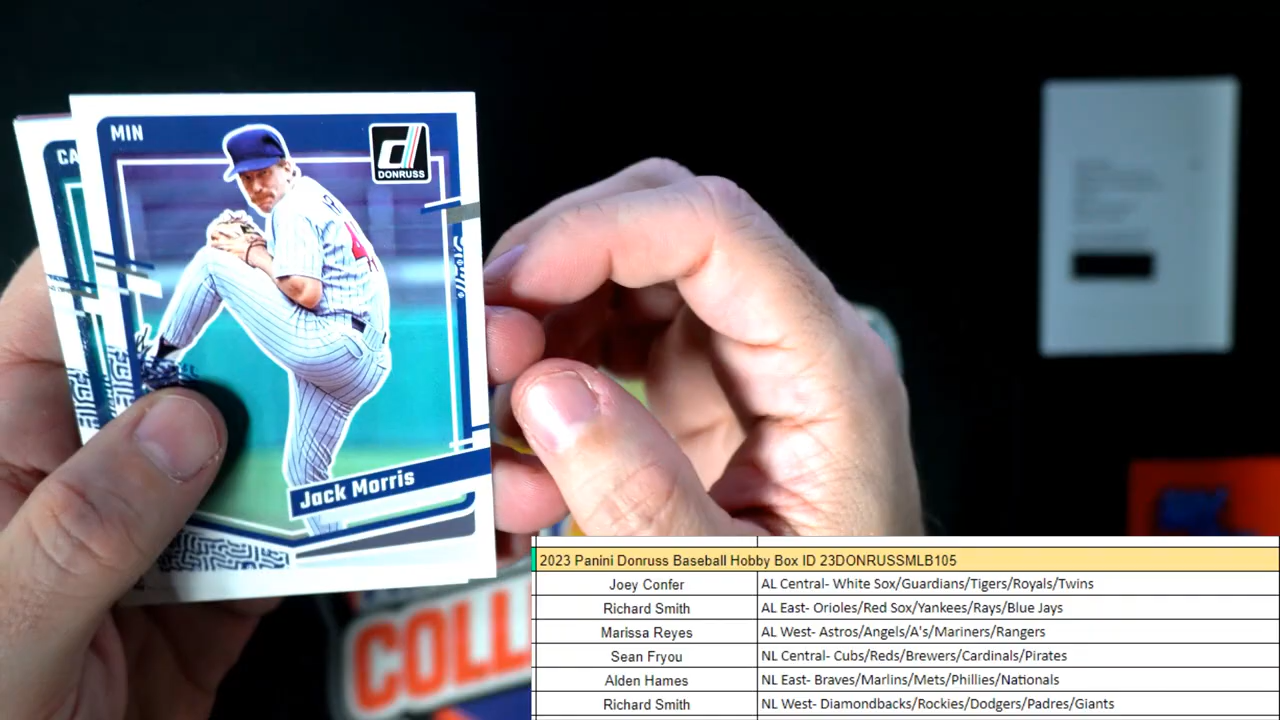 MIN
CA
DONRUSS
Jack Morris
COLL
2023 Panini Donruss Baseball Hobby Box ID 23DONRUSSMLB105
Joey Confer AL Central- White Sox/Guardians/Tigers/Royals/Twins
Richard Smith AL East- Orioles/Red Sox/Yankees/Rays/Blue Jays
Marissa Reyes AL West- Astros/Angels/A's/Mariners/Rangers
Sean Fryou NL Central- Cubs/Reds/Brewers/Cardinals/Pirates
Alden Hames NL East- Braves/Marlins/Mets/Phillies/Nationals
Richard Smith NL West- Diamondbacks/Rockies/Dodgers/Padres/Giants